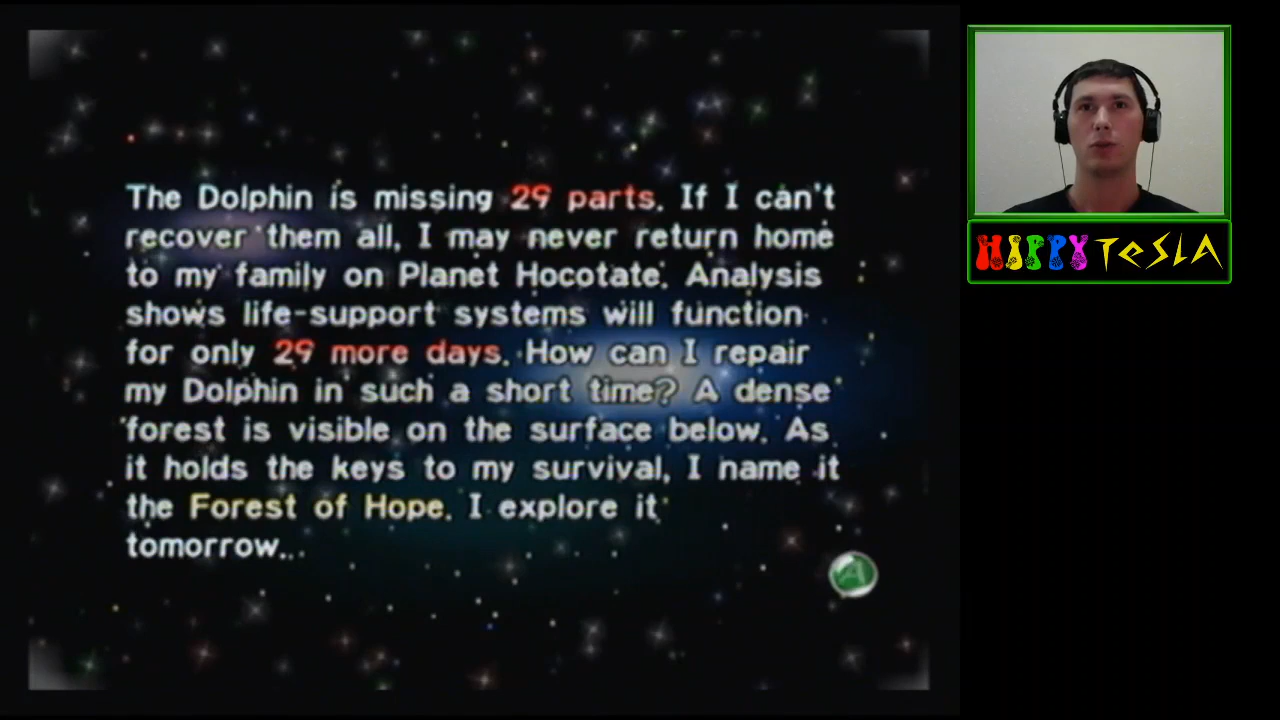 The Dolphin is missing 29 parts. If I can't
recover them all, I may never return home
to my family on Planet Hocotate. Analysis
shows life-support systems will function
for only 29 more days. How can I repair
my Dolphin in such a short time? A dense
forest is visible on the surface below. As
it holds the keys to my survival, I name it
the Forest of Hope. I explore it
tomorrow...
A
HIPPY TESLA